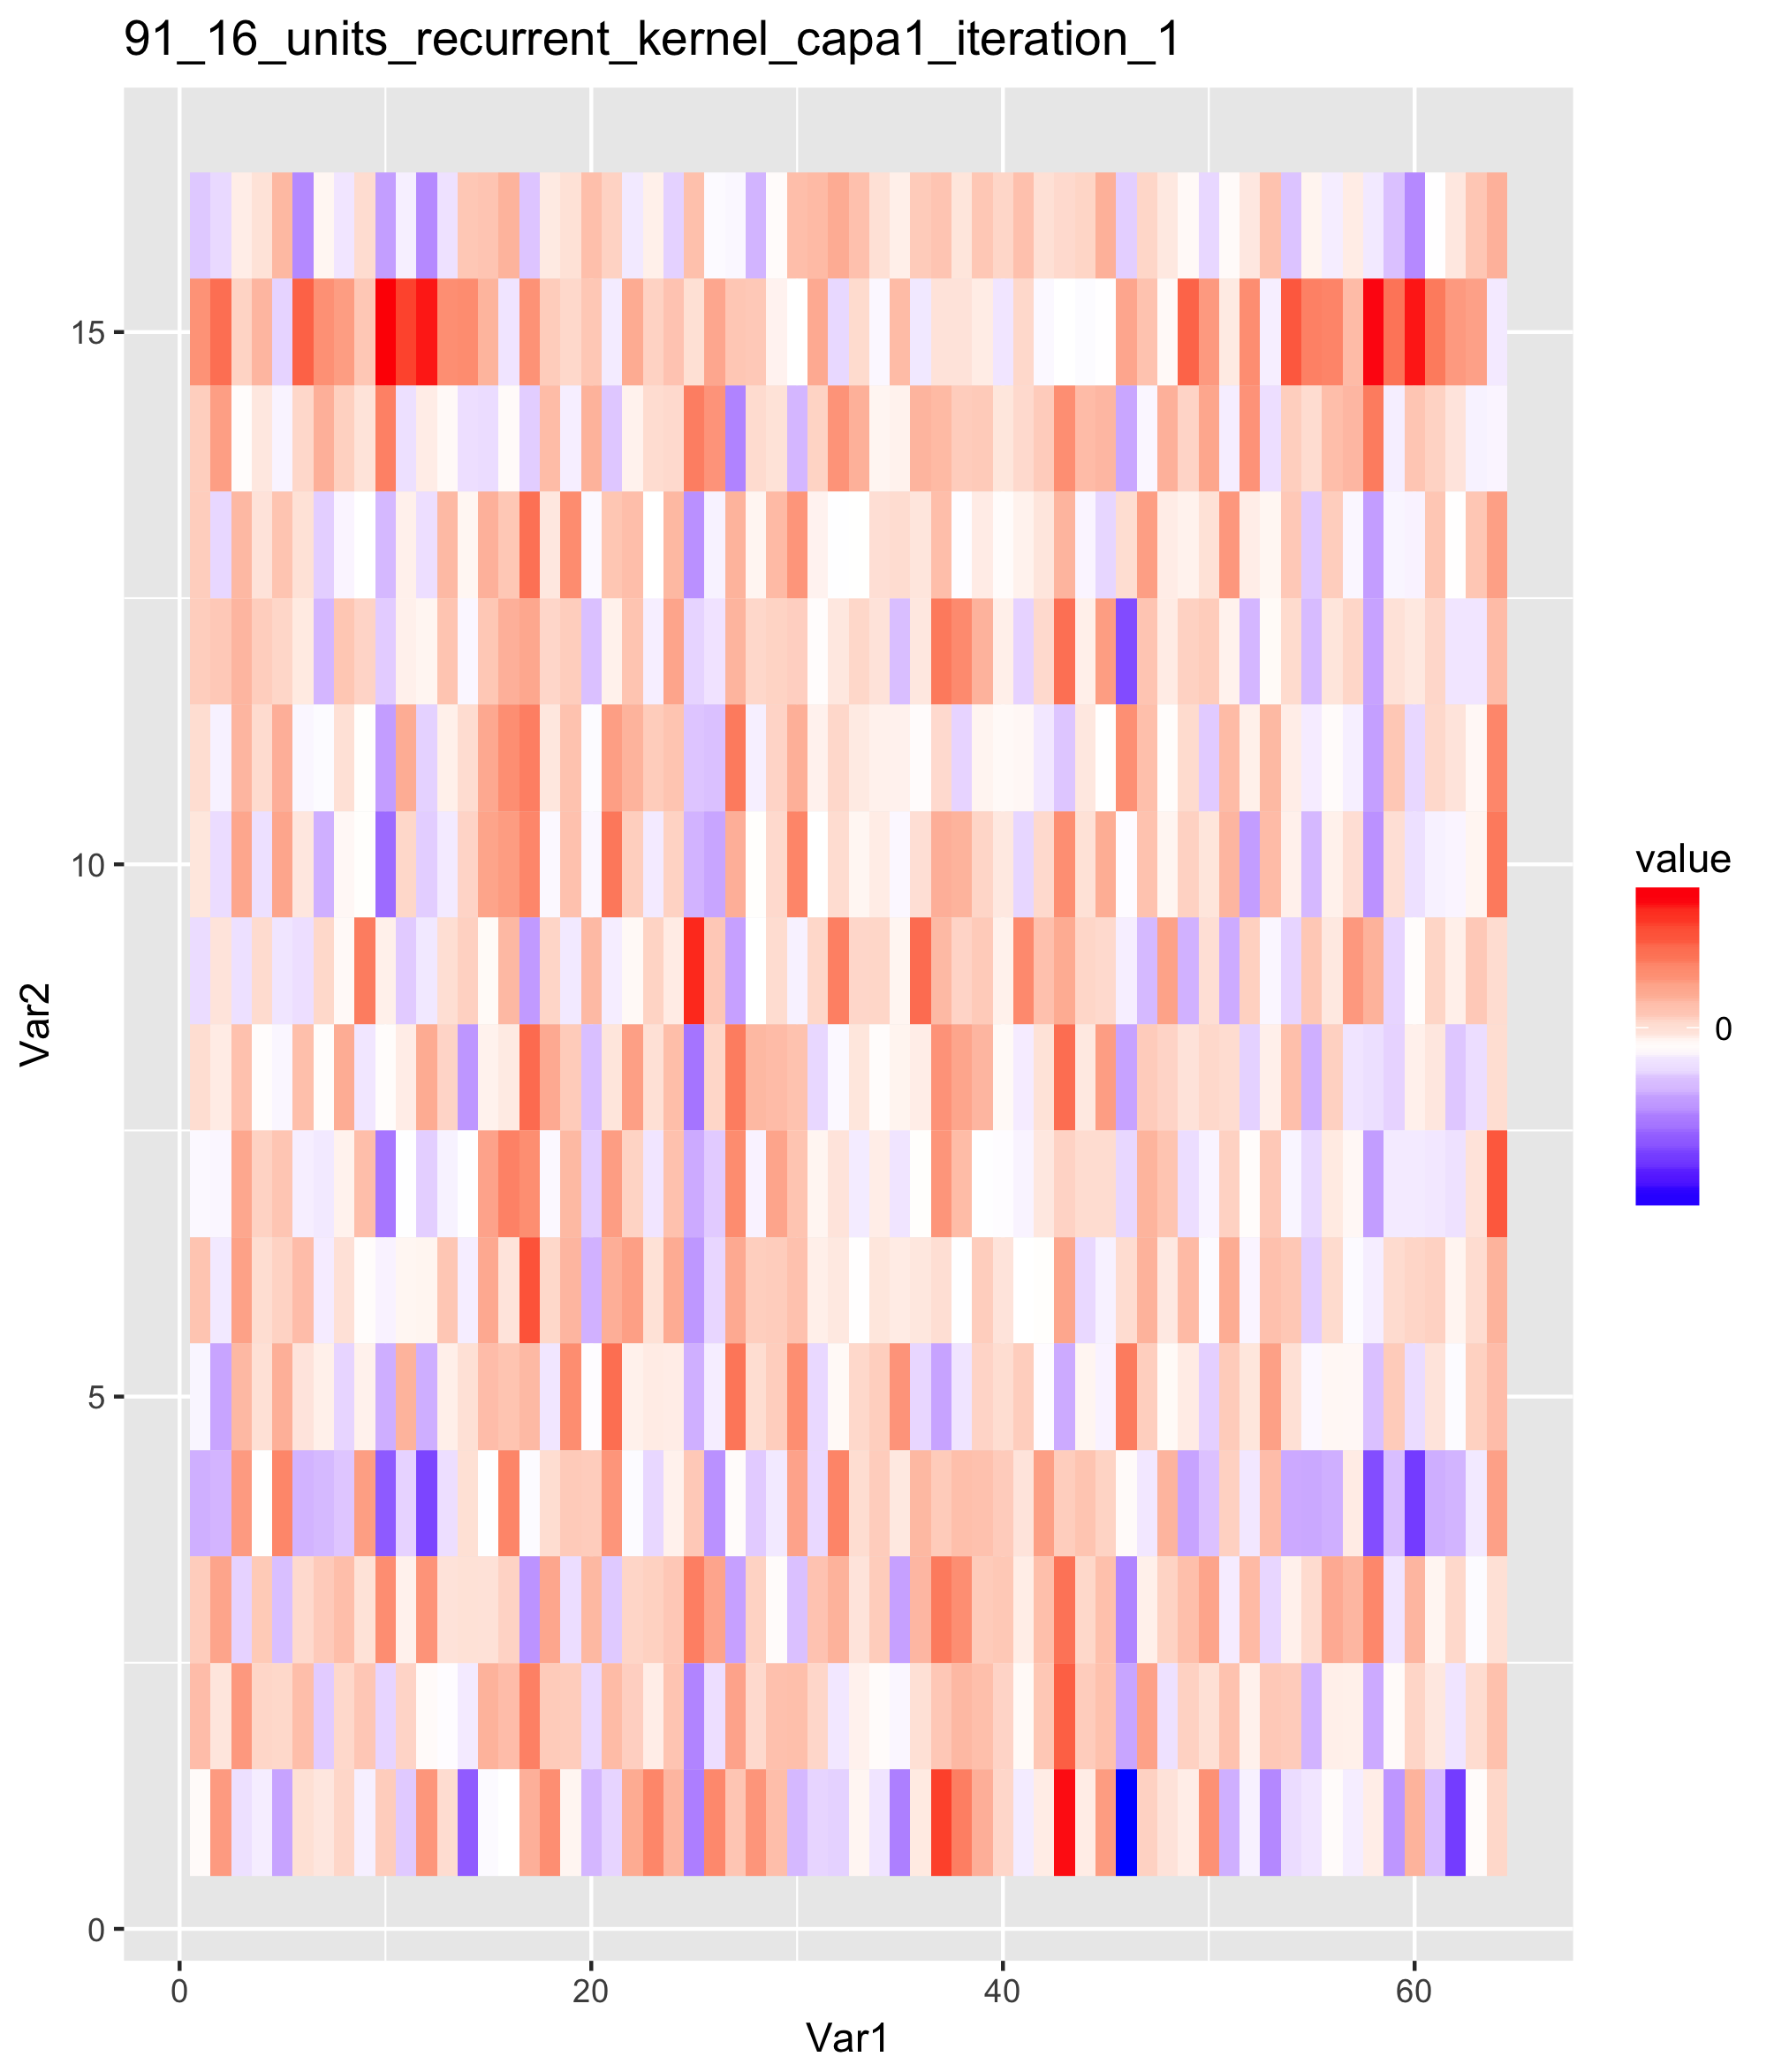 91_16_units_recurrent_kernel_capa1_iteration_1
15
10
5
0
0
20
40
60
Var1
Var2
value
0